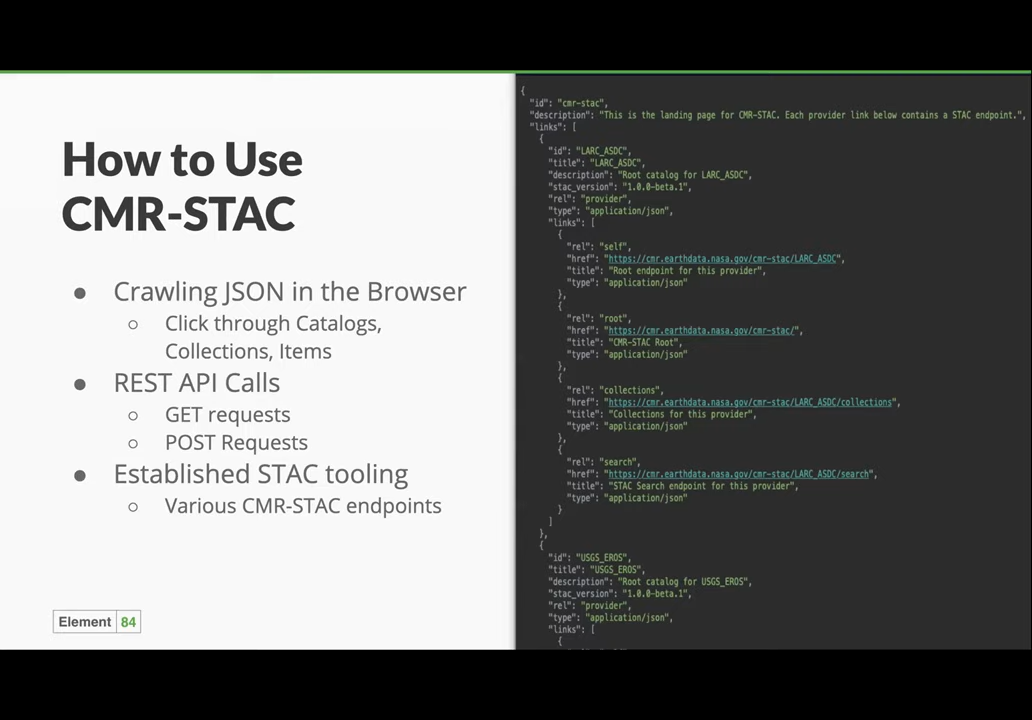 How to Use
CMR-STAC
● Crawling JSON in the Browser
○ Click through Catalogs,
Collections, Items
● REST API Calls
○ GET requests
○ POST Requests
● Established STAC tooling
○ Various CMR-STAC endpoints
Element 84
{
"id": "cmr-stac",
"description": "This is the landing page for CMR-STAC. Each provider link below contains a STAC endpoint.",
"links": [
{
"id": "LARC_ASDC",
"title": "LARC_ASDC",
"description": "Root catalog for LARC_ASDC",
"stac_version": "1.0.0-beta.1",
"rel": "provider",
"type": "application/json",
"links": [
{
"rel": "self",
"href": "https://cmr.earthdata.nasa.gov/cmr-stac/LARC_ASDC",
"title": "Root endpoint for this provider",
"type": "application/json"
},
{
"rel": "root",
"href": "https://cmr.earthdata.nasa.gov/cmr-stac/",
"title": "CMR-STAC Root",
"type": "application/json"
},
{
"rel": "collections",
"href": "https://cmr.earthdata.nasa.gov/cmr-stac/LARC_ASDC/collections",
"title": "Collections for this provider",
"type": "application/json"
},
{
"rel": "search",
"href": "https://cmr.earthdata.nasa.gov/cmr-stac/LARC_ASDC/search",
"title": "STAC Search endpoint for this provider",
"type": "application/json"
}
]
},
{
"id": "USGS_EROS",
"title": "USGS_EROS",
"description": "Root catalog for USGS_EROS",
"stac_version": "1.0.0-beta.1",
"rel": "provider",
"type": "application/json",
"links": [
{